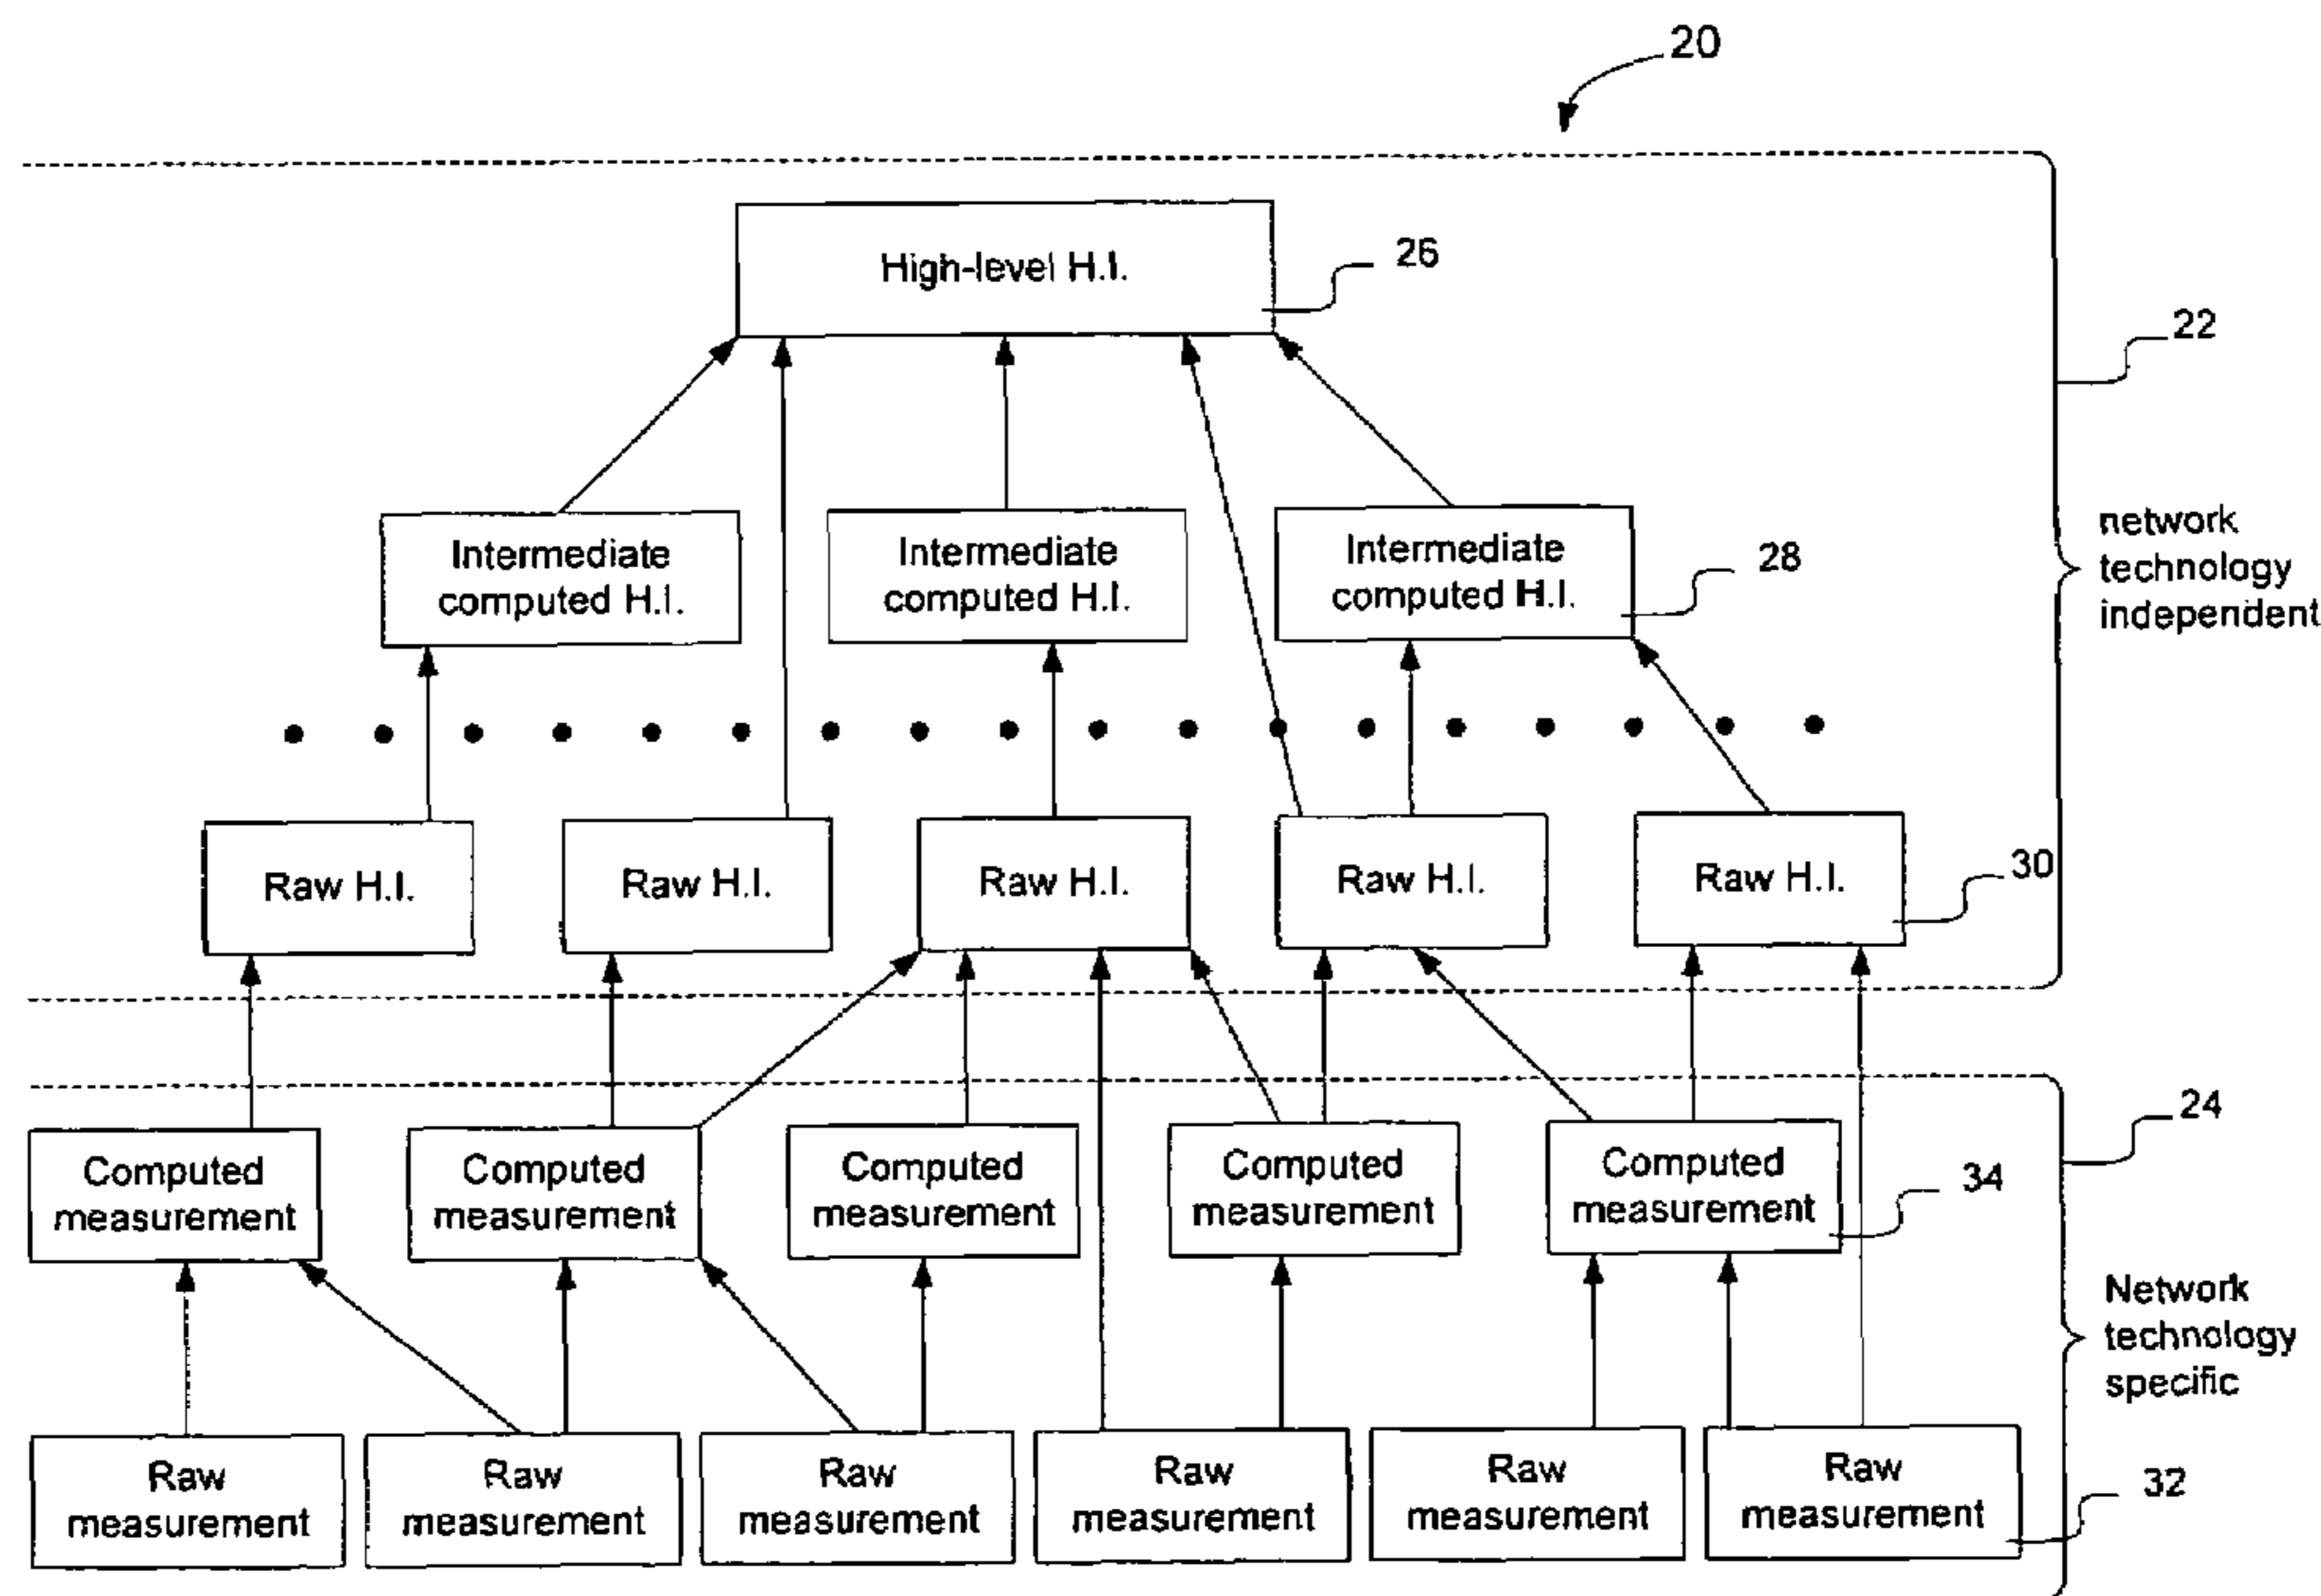 20
High-level H.I.
26
22
network
technology
independent
Intermediate
computed H.I.
Intermediate
computed H.I.
Intermediate
computed H.I.
28
Raw H.I.
Raw H.I.
Raw H.I.
Raw H.I.
Raw H.I.
30
24
Computed
measurement
Computed
measurement
Computed
measurement
Computed
measurement
Computed
measurement
34
Network
technology
specific
Raw
measurement
Raw
measurement
Raw
measurement
Raw
measurement
Raw
measurement
Raw
measurement
32